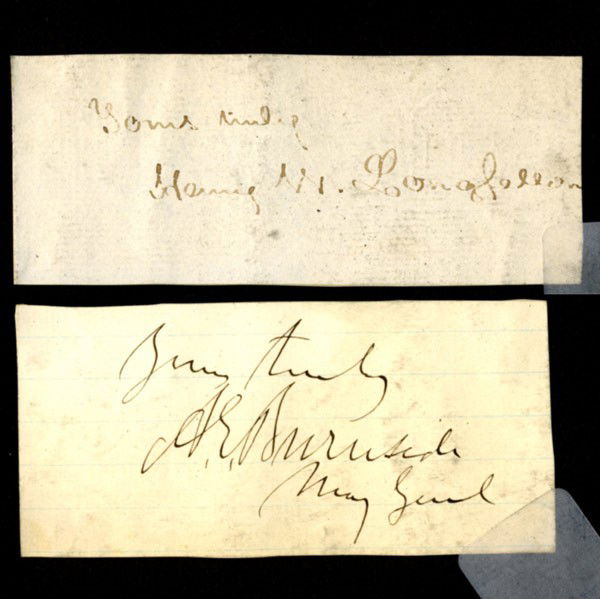 Yours truly
Henry W. Longfellow
Yours truly
A. E. Burnside
Maj Genl